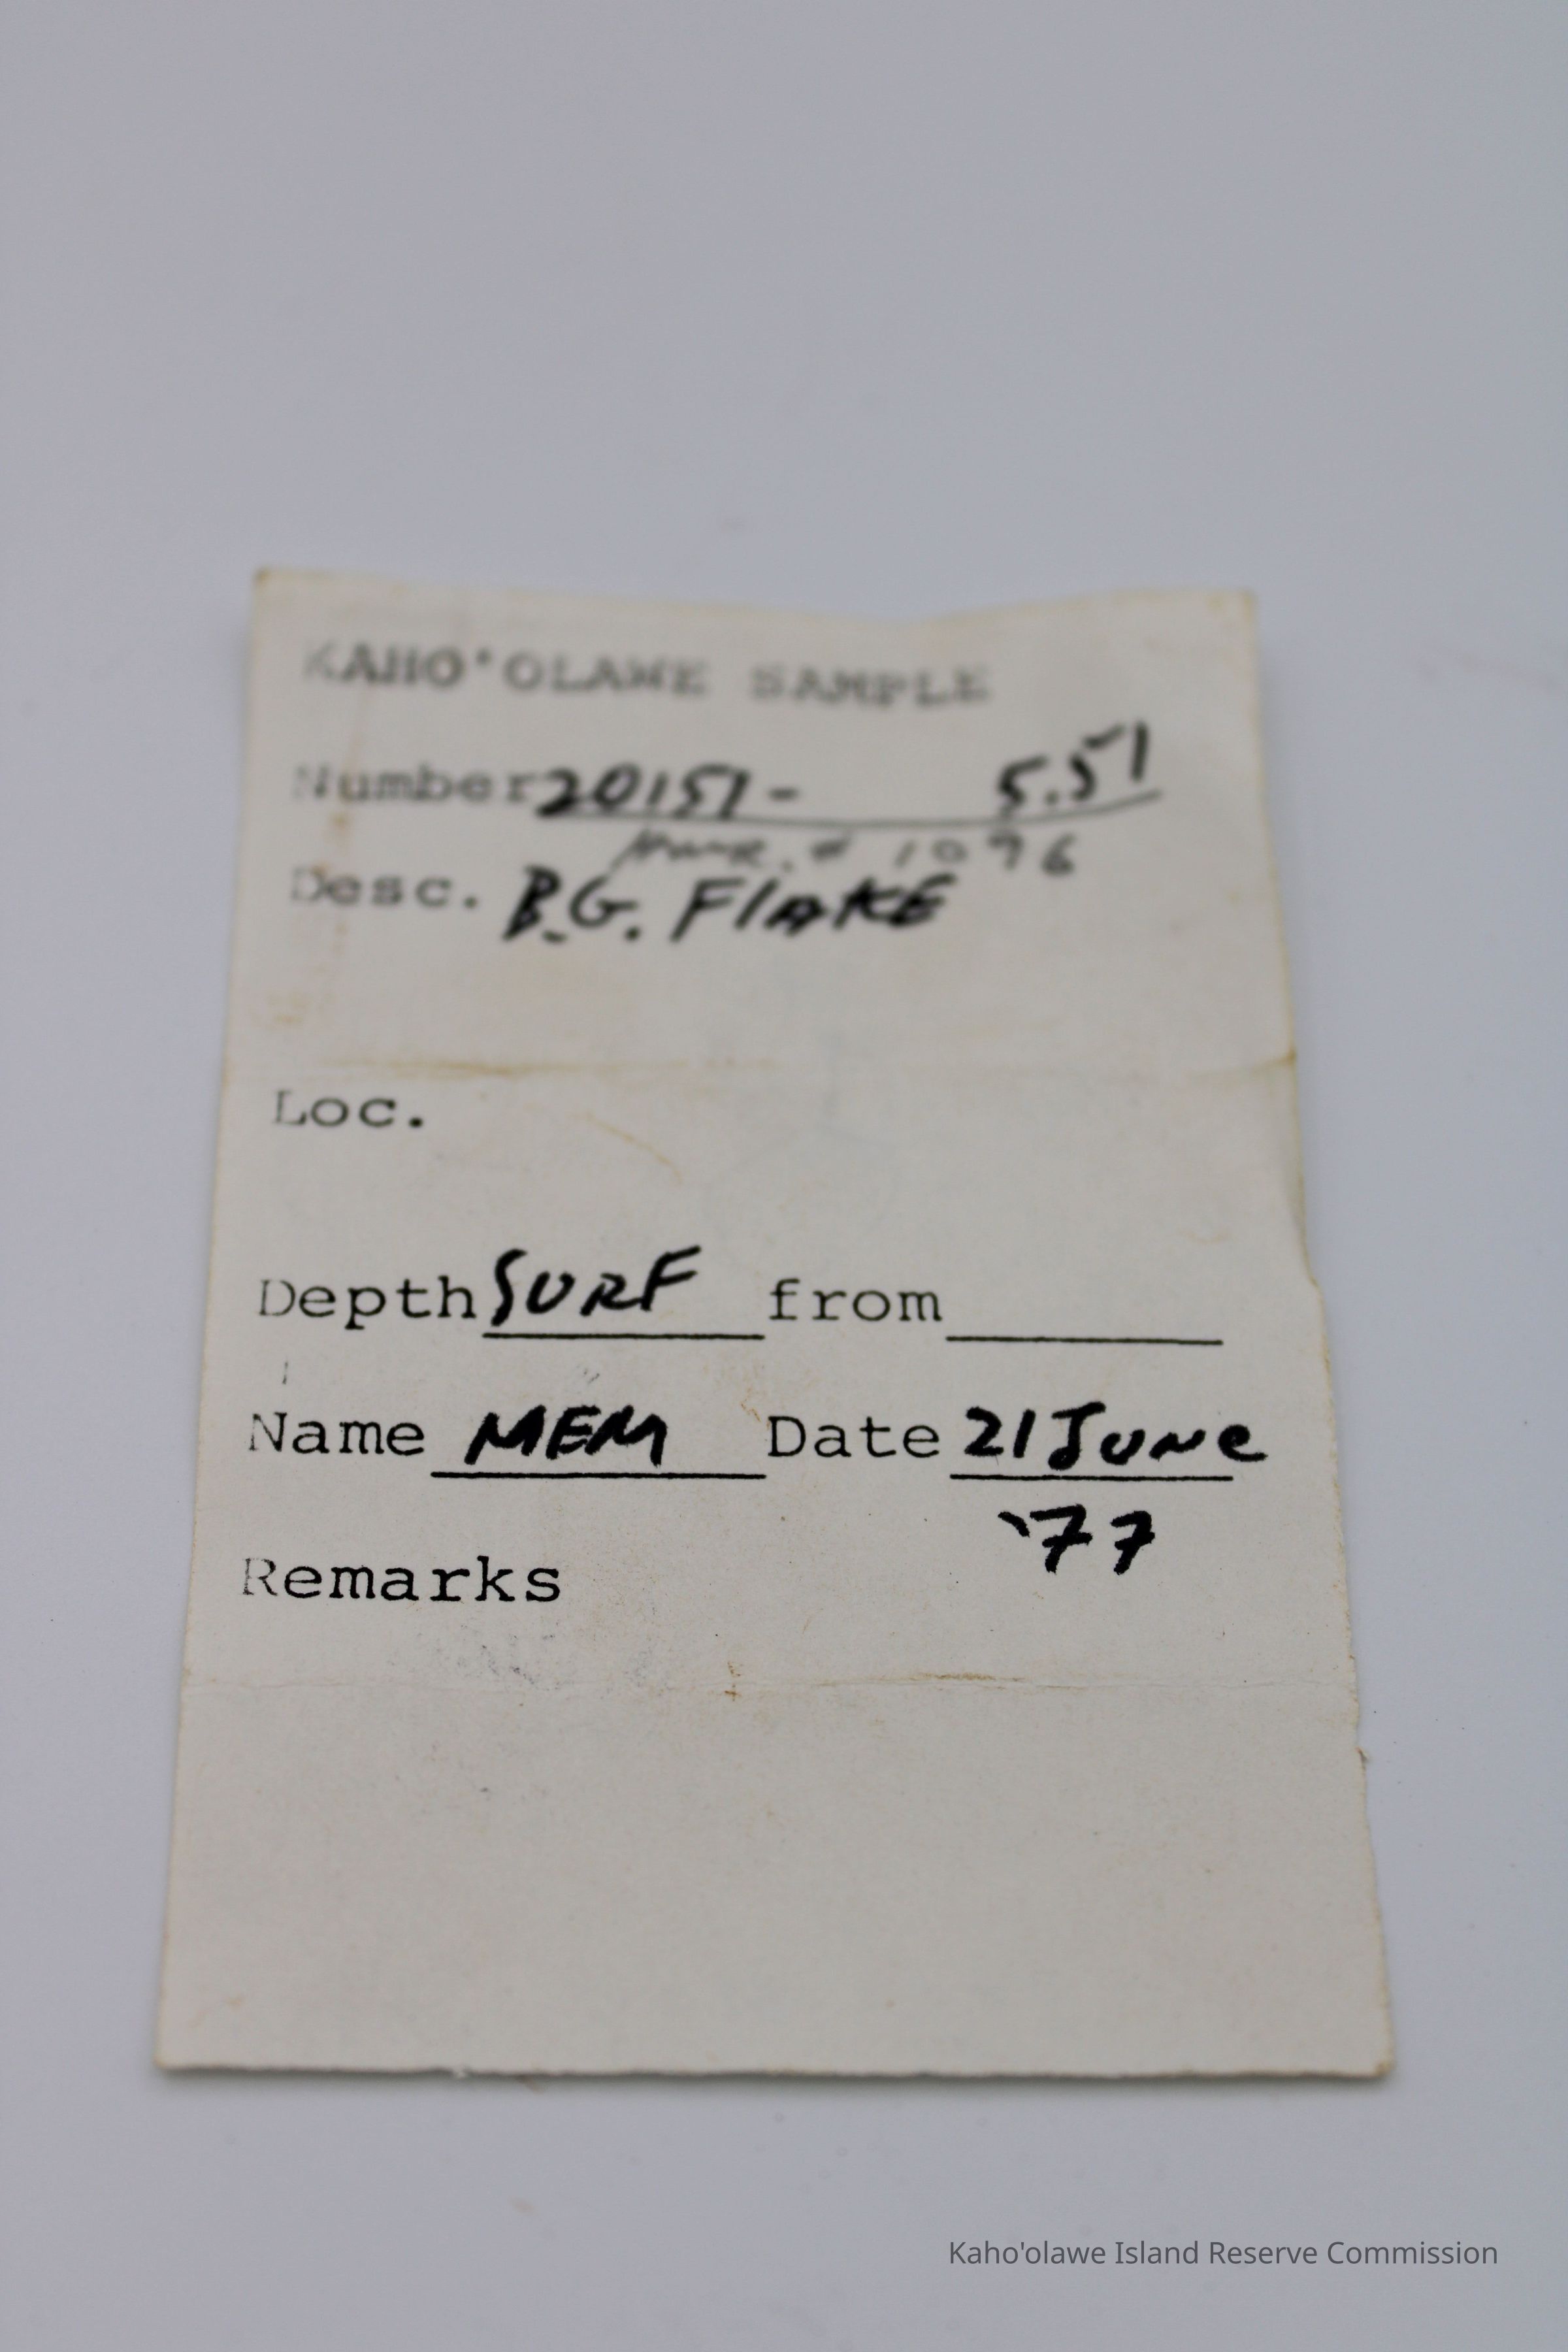 KAHO'OLAWE SAMPLE
Number 20151- 5.51
# 1096
Desc. B.G. FlAKE
Loc.
Depth SURF from
Name MEM Date 21 JUNe
'77
Remarks
Kaho'olawe Island Reserve Commission